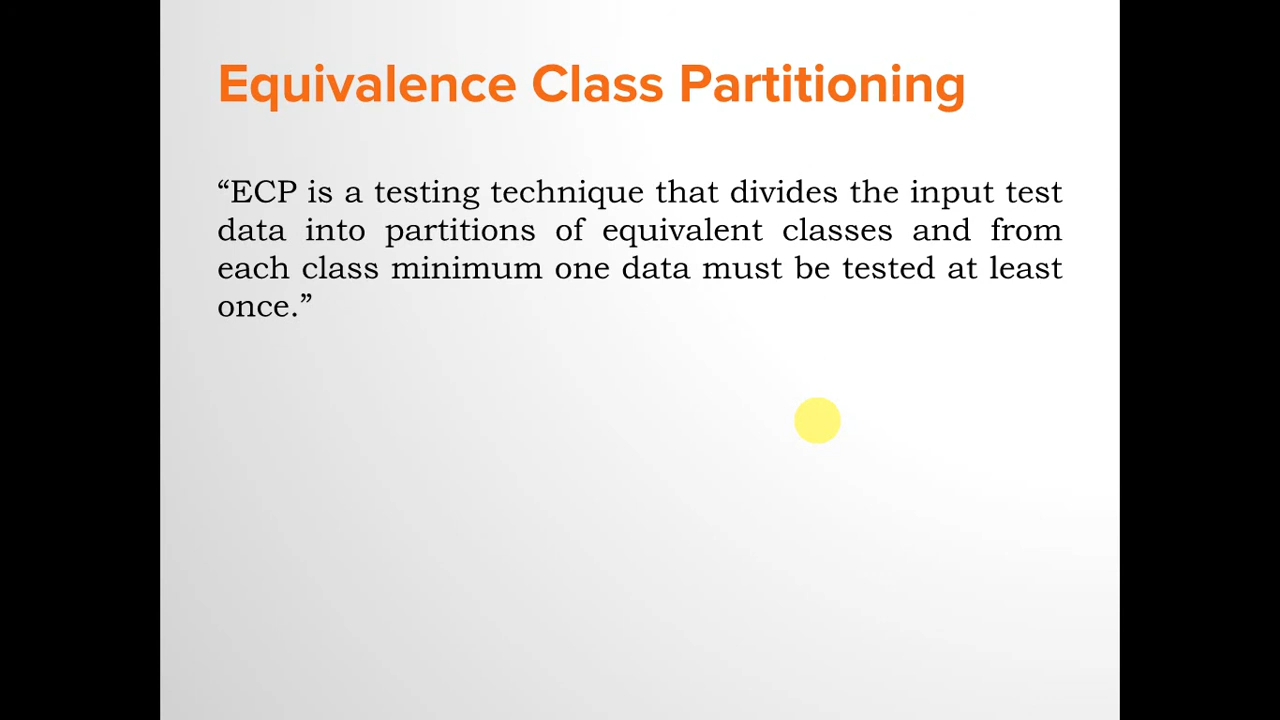 Equivalence Class Partitioning
“ECP is a testing technique that divides the input test
data into partitions of equivalent classes and from
each class minimum one data must be tested at least
once.”